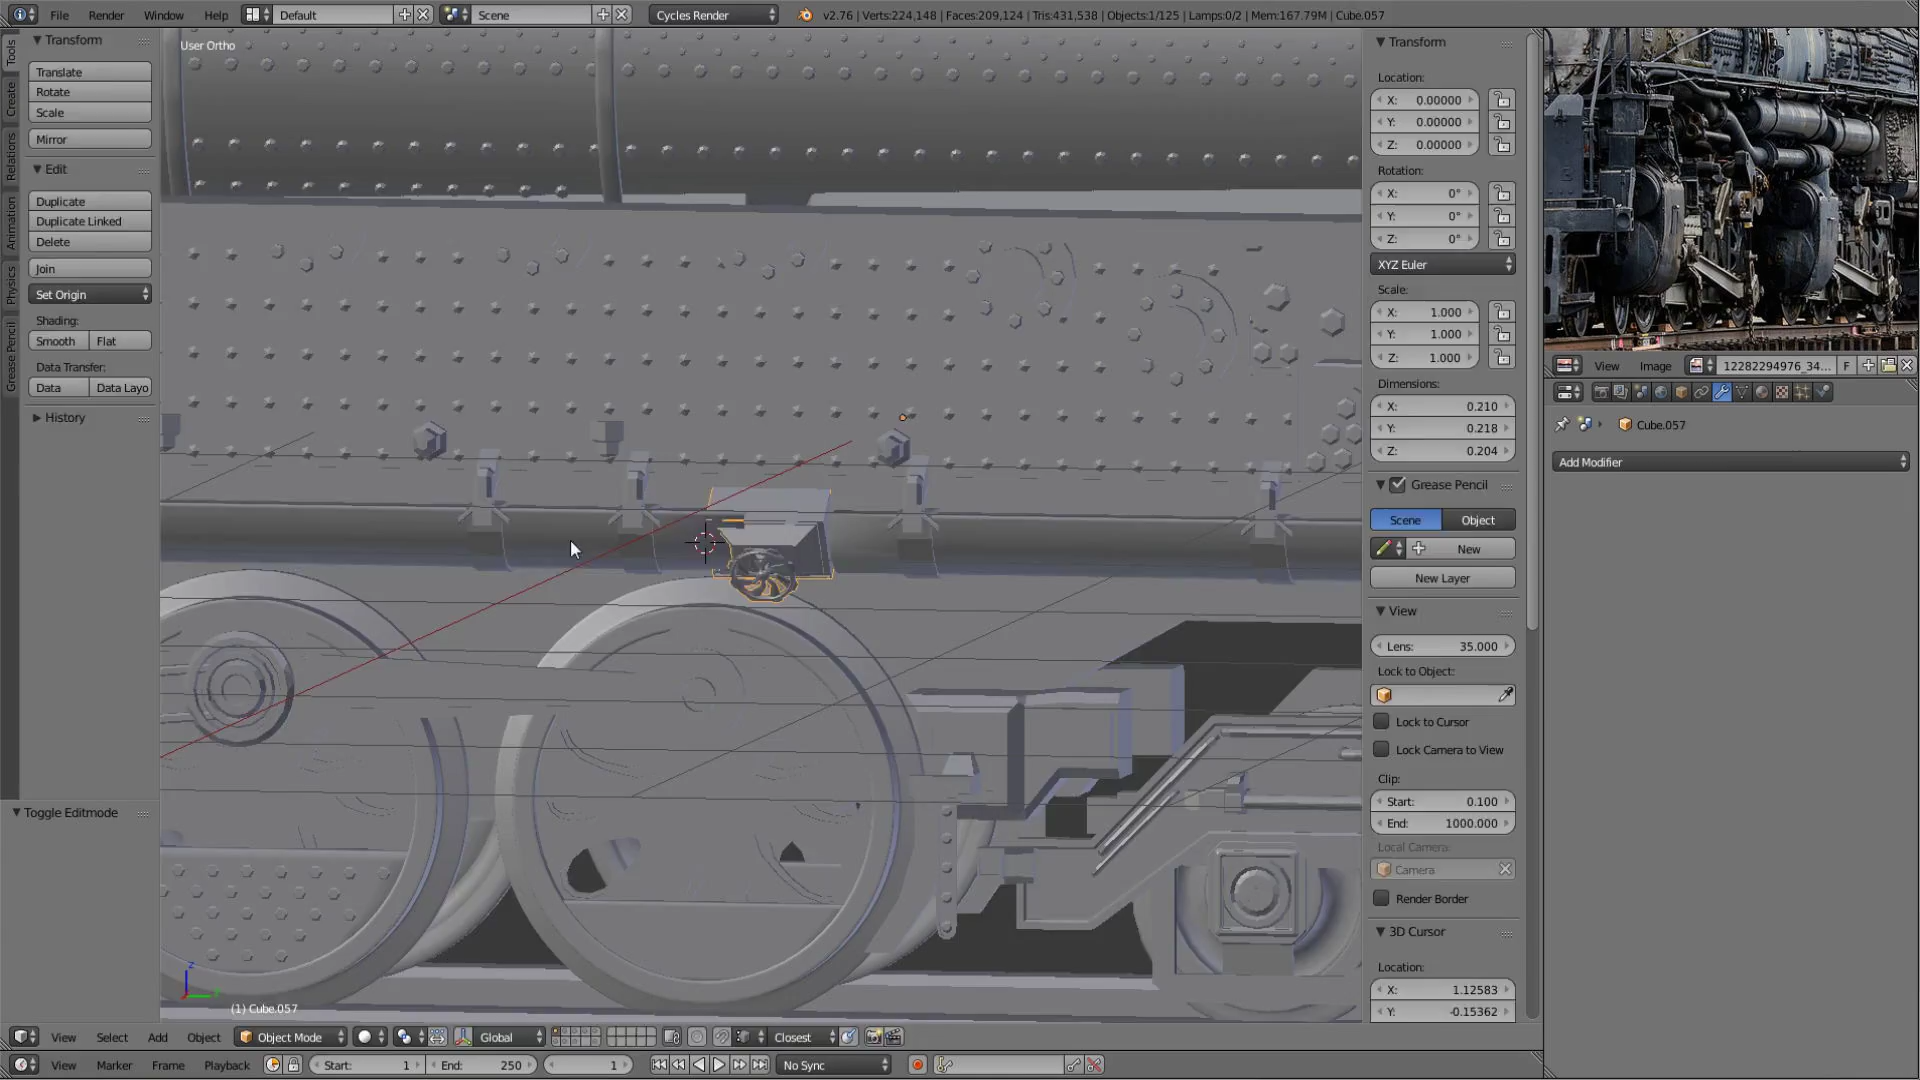 File Render Window Help Default Scene Cycles Render v2.76 | Verts:224,148 | Faces:209,124 | Tris:431,538 | Objects:1/125 | Lamps:0/2 | Mem:167.79M | Cube.057
Tools
Create
Relations
Animation
Physics
Grease Pencil
Transform
Translate
Rotate
Scale
Mirror
Edit
Duplicate
Duplicate Linked
Delete
Join
Set Origin
Shading:
Smooth Flat
Data Transfer:
Data Data Layo
History
Toggle Editmode
User Ortho
(1) Cube.057
Transform
Location:
X: 0.00000
Y: 0.00000
Z: 0.00000
Rotation:
X: 0°
Y: 0°
Z: 0°
XYZ Euler
Scale:
X: 1.000
Y: 1.000
Z: 1.000
Dimensions:
X: 0.210
Y: 0.218
Z: 0.204
Grease Pencil
Scene Object
New
New Layer
View
Lens: 35.000
Lock to Object:
Lock to Cursor
Lock Camera to View
Clip:
Start: 0.100
End: 1000.000
Local Camera:
Camera
Render Border
3D Cursor
Location:
X: 1.12583
Y: -0.15362
View Image 12282294976_34... F
Cube.057
Add Modifier
View Select Add Object Object Mode Global Closest
View Marker Frame Playback Start: 1 End: 250 1 No Sync